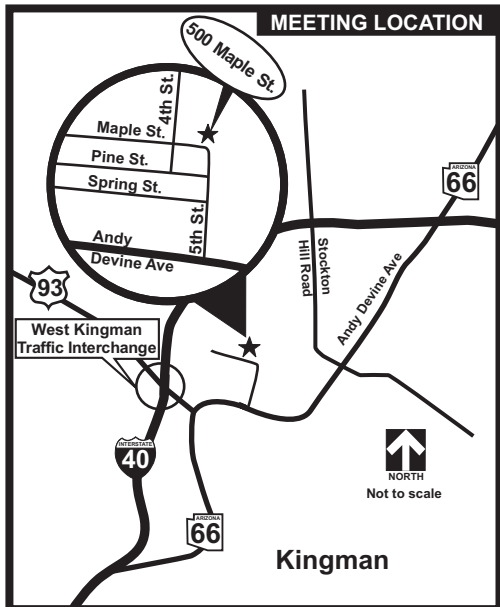 MEETING LOCATION
500 Maple St.
4th St.
Maple St.
Pine St.
Spring St.
5th St.
Andy
Devine Ave
ARIZONA
66
Stockton
Hill Road
Andy Devine Ave
93
West Kingman
Traffic Interchange
INTERSTATE
40
ARIZONA
66
NORTH
Not to scale
Kingman